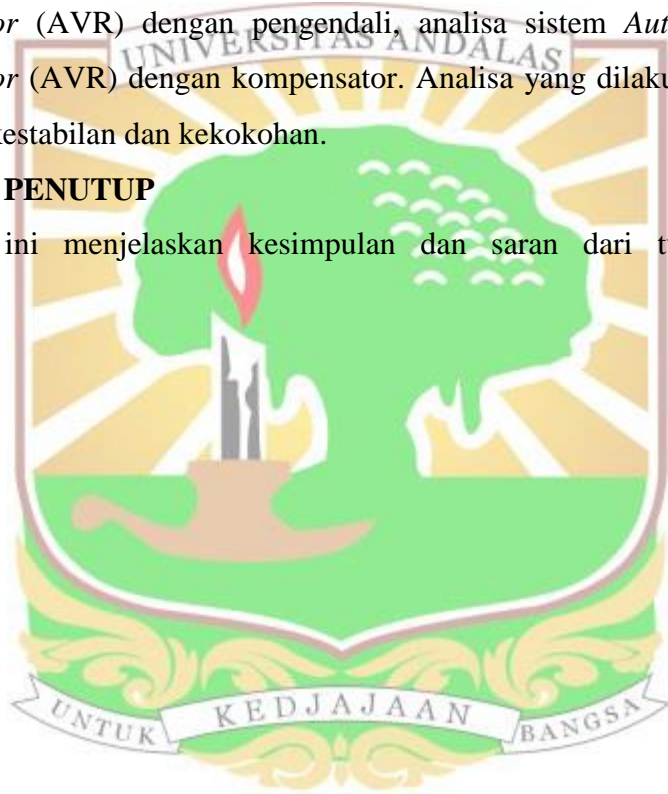 or (AVR) dengan pengendali, analisa sistem Aut
UNIVERSITAS ANDALAS
or (AVR) dengan kompensator. Analisa yang dilaku
kestabilan dan kekokohan.
PENUTUP
ini menjelaskan kesimpulan dan saran dari t
UNTUK KEDJAJAAN BANGSA